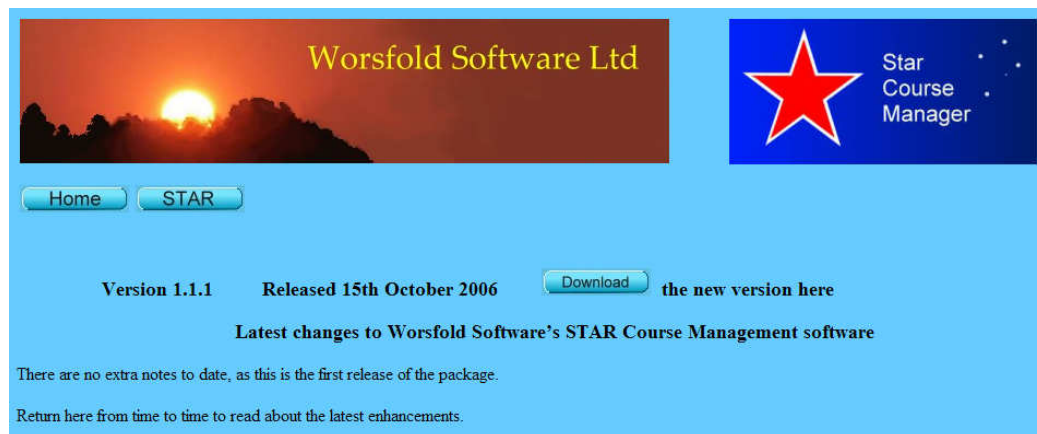 Worsfold Software Ltd
Star
Course
Manager
Home STAR
Version 1.1.1 Released 15th October 2006 Download the new version here
Latest changes to Worsfold Software’s STAR Course Management software
There are no extra notes to date, as this is the first release of the package.
Return here from time to time to read about the latest enhancements.